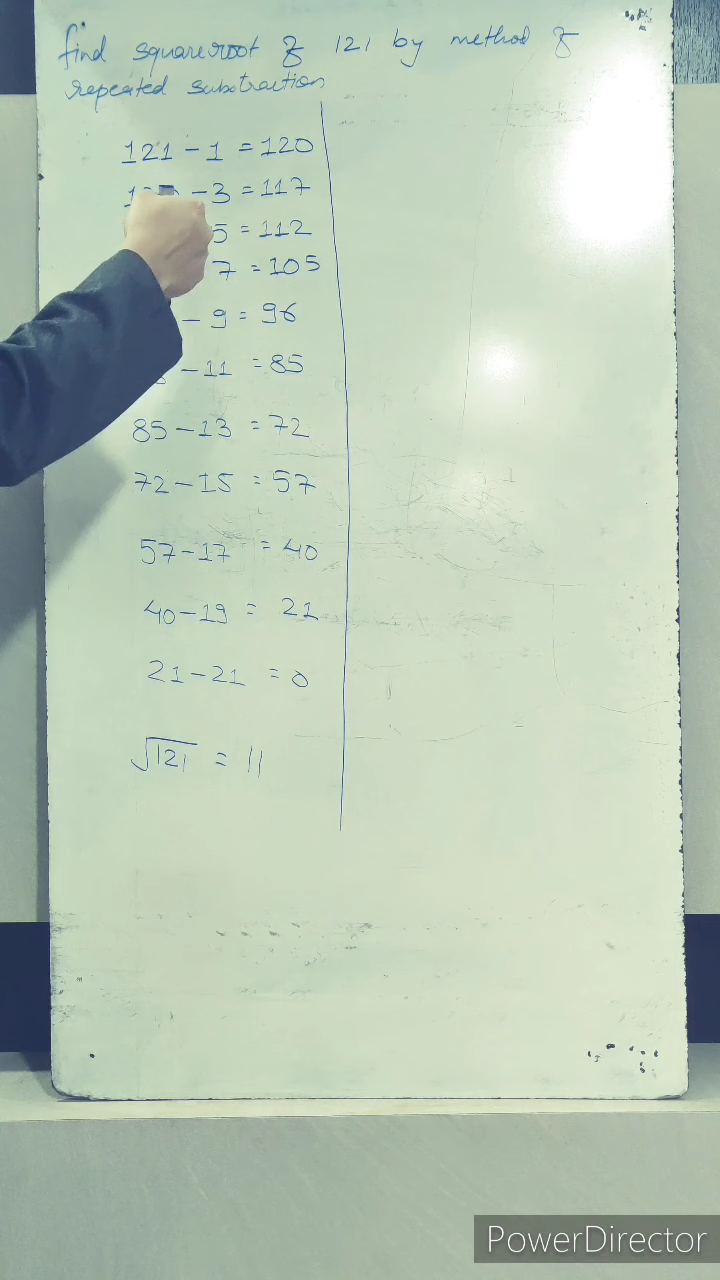 find squareroot of 121 by method of
repeated substraction
121 - 1 = 120
- 3 = 117
5 = 112
7 = 105
- 9 = 96
- 11 = 85
85 - 13 = 72
72 - 15 = 57
57 - 17 = 40
40 - 19 = 21
21 - 21 = 0
√121 = 11
PowerDirector